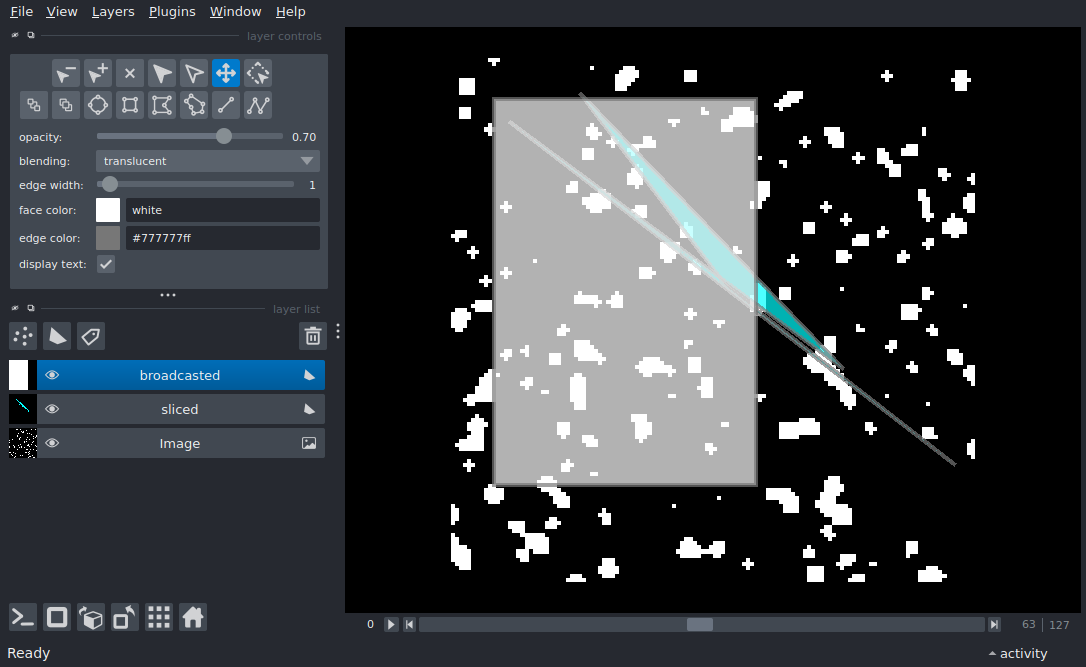 File View Layers Plugins Window Help
layer controls
opacity: 0.70
blending: translucent
edge width: 1
face color: white
edge color: #777777ff
display text:
layer list
broadcasted
sliced
Image
0 63 127
Ready activity